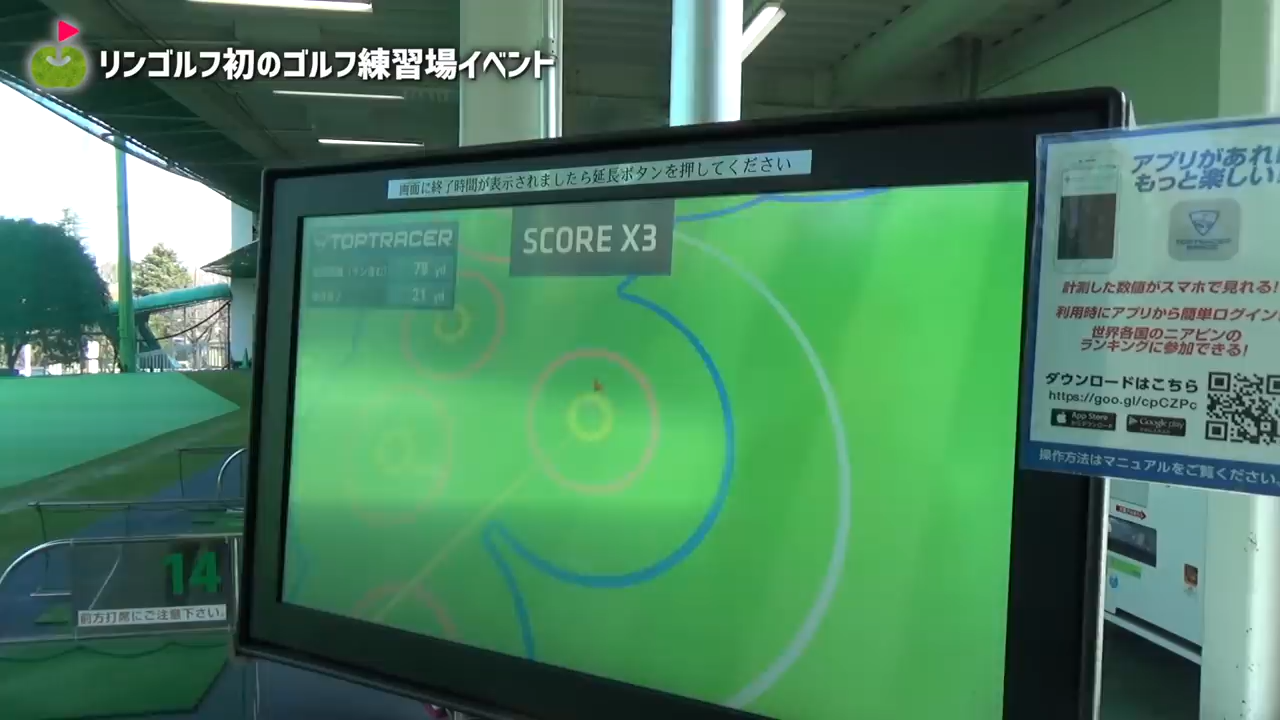 リンゴルフ初のゴルフ練習場イベント
画面に終了時間が表示されましたら延長ボタンを押してください
TOPTRACER
SCORE X3
79 yd
21 yd
アプリがあれば
もっと楽しい!
TOPTRACER
RANGE
計測した数値がスマホで見れる!
利用時にアプリから簡単ログイン!
世界各国のニアピンの
ランキングに参加できる!
ダウンロードはこちら
https://goo.gl/cpCZPc
App Store
Google play
操作方法はマニュアルをご覧ください。
14
前方打席にご注意下さい。